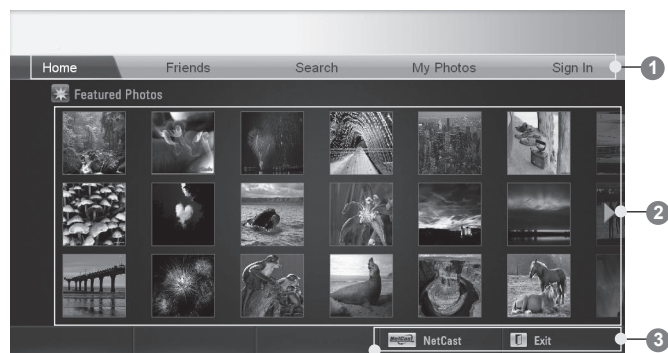 Home Friends Search My Photos Sign In
1
Featured Photos
2
NetCast NetCast Exit
3